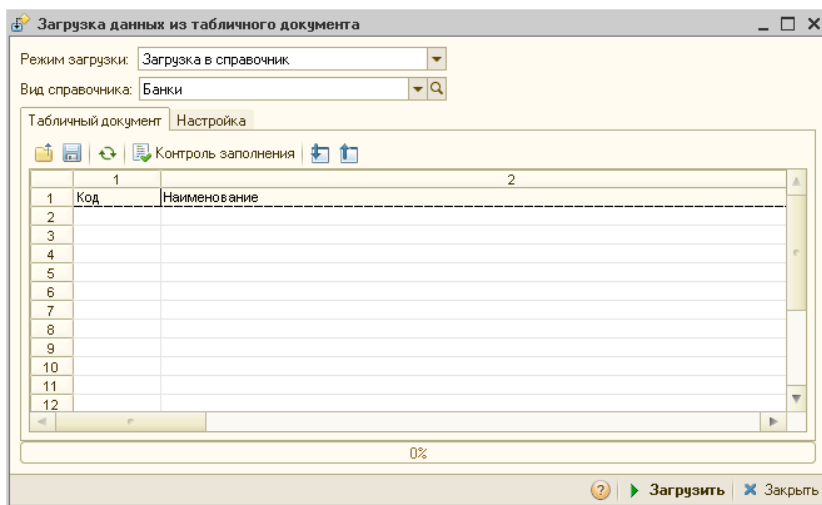 Загрузка данных из табличного документа
Режим загрузки: Загрузка в справочник
Вид справочника: Банки
Табличный документ Настройка
Контроль заполнения
1 2
1 Код Наименование
2
3
4
5
6
7
8
9
10
11
12
0%
? Загрузить Закрыть